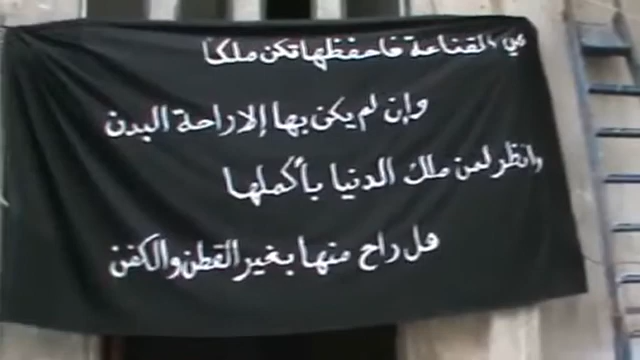 هي القناعة فاحفظها تكن ملكا
وإن لم يكن بها إلا راحة البدن
وانظر لمن ملك الدنيا بأكملها
هل راح منها بغير القطن والكفن